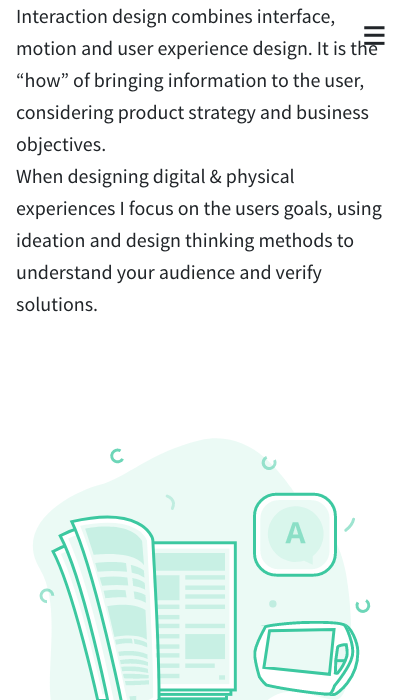 Interaction design combines interface,
motion and user experience design. It is the
“how” of bringing information to the user,
considering product strategy and business
objectives.
When designing digital & physical
experiences I focus on the users goals, using
ideation and design thinking methods to
understand your audience and verify
solutions.
A